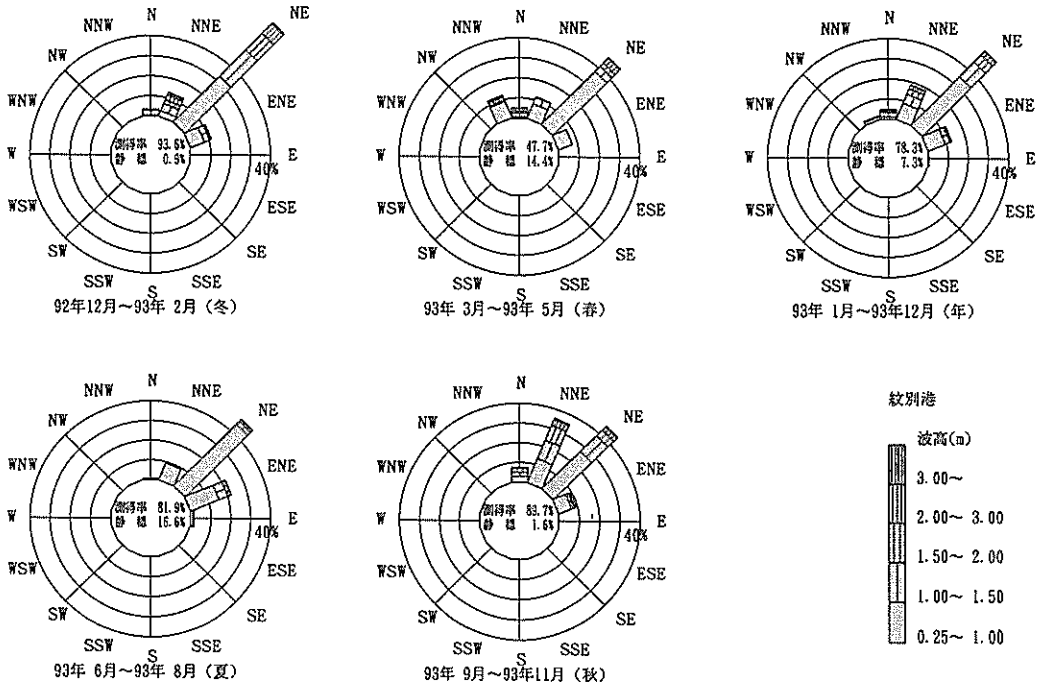 N
NNE
NE
ENE
E
40%
ESE
SE
SSE
S
SSW
SW
WSW
W
WNW
NW
NNW
測得率 93.6%
静 穏 0.5%
92年12月～93年 2月 (冬)
N
NNE
NE
ENE
E
40%
ESE
SE
SSE
S
SSW
SW
WSW
W
WNW
NW
NNW
測得率 47.7%
静 穏 14.4%
93年 3月～93年 5月 (春)
N
NNE
NE
ENE
E
40%
ESE
SE
SSE
S
SSW
SW
WSW
W
WNW
NW
NNW
測得率 78.3%
静 穏 7.3%
93年 1月～93年12月 (年)
N
NNE
NE
ENE
E
40%
ESE
SE
SSE
S
SSW
SW
WSW
W
WNW
NW
NNW
測得率 81.9%
静 穏 16.6%
93年 6月～93年 8月 (夏)
N
NNE
NE
ENE
E
40%
ESE
SE
SSE
S
SSW
SW
WSW
W
WNW
NW
NNW
静 穏 1.6%
93年 9月～93年11月 (秋)
紋別港
波高(m)
3.00～
2.00～ 3.00
1.50～ 2.00
1.00～ 1.50
0.25～ 1.00